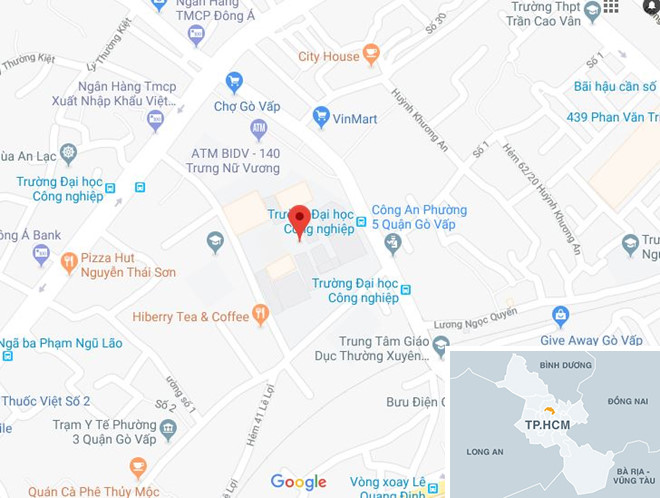 Ngân Hàng
TMCP Đông Á
Trường Thpt
Trần Cao Vân
Lý Thường Kiệt
Lý Thường Kiệt
City House
Số 30
Số 1
Ngân Hàng Tmcp
Xuất Nhập Khẩu Việt...
Chợ Gò Vấp
VinMart
Huỳnh Khương An
Bãi hậu cần số
439 Phan Văn Tr
ATM BIDV - 140
Trưng Nữ Vương
Số 1
Hẻm 62/20 Huỳnh Khương An
ùa An Lạc
Trường Đại học
Công nghiệp
Trường Đại học
Công nghiệp
Công An Phường
5 Quận Gò Vấp
g Á Bank
Pizza Hut
Nguyễn Thái Sơn
Trườn
Ng
Trường Đại học
Công nghiệp
Hiberry Tea & Coffee
Lương Ngọc Quyến
Give Away Gò Vấp
Ngã ba Phạm Ngũ Lão
Trung Tâm Giáo
Dục Thường Xuyên...
Thuốc Việt Số 2
ile
ường số 1
Số 2
Hẻm 41 Lê Lợi
Bưu Điện C
Trạm Y Tế Phường
3 Quận Gò Vấp
Quán Cà Phê Thủy Mộc
Google
Vòng xoay Lê
Quang Định
BÌNH DƯƠNG
ĐỒNG NAI
TP.HCM
LONG AN
BÀ RỊA -
VŨNG TÀU